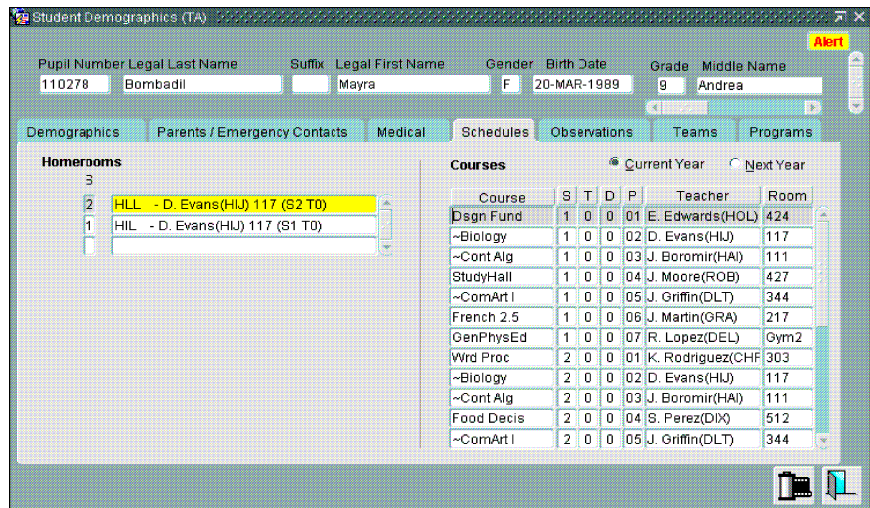 Student Demographics (TA)
Alert
Pupil Number Legal Last Name Suffix Legal First Name Gender Birth Date Grade Middle Name
110278 Bombadil Mayra F 20-MAR-1989 9 Andrea
Demographics Parents / Emergency Contacts Medical Schedules Observations Teams Programs
Homerooms Courses Current Year Next Year
2 HLL - D. Evans(HIJ) 117 (S2 T0)
1 HIL - D. Evans(HIJ) 117 (S1 T0)
Course S T D P Teacher Room
Dsgn Fund 1 0 0 01 E. Edwards(HOL) 424
~Biology 1 0 0 02 D. Evans(HIJ) 117
~Cont Alg 1 0 0 03 J. Boromir(HAI) 111
StudyHall 1 0 0 04 J. Moore(ROB) 427
~ComArt I 1 0 0 05 J. Griffin(DLT) 344
French 2.5 1 0 0 06 J. Martin(GRA) 217
GenPhysEd 1 0 0 07 R. Lopez(DEL) Gym2
Wrd Proc 2 0 0 01 K. Rodriguez(CHF 303
~Biology 2 0 0 02 D. Evans(HIJ) 117
~Cont Alg 2 0 0 03 J. Boromir(HAI) 111
Food Decis 2 0 0 04 S. Perez(DIX) 512
~ComArt I 2 0 0 05 J. Griffin(DLT) 344